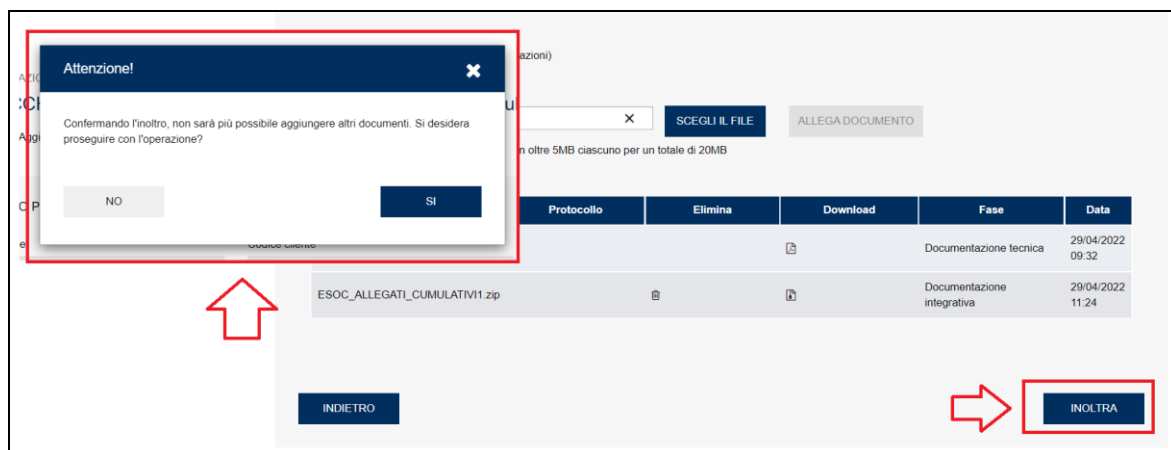 azioni)
Attenzione!
Confermando l'inoltro, non sarà più possibile aggiungere altri documenti. Si desidera
proseguire con l'operazione?
NO
SI
SCEGLI IL FILE
ALLEGA DOCUMENTO
n oltre 5MB ciascuno per un totale di 20MB
Protocollo Elimina Download Fase Data
Codice cliente
Documentazione tecnica
29/04/2022
09:32
ESOC_ALLEGATI_CUMULATIVI1.zip
Documentazione
integrativa
29/04/2022
11:24
INDIETRO
INOLTRA